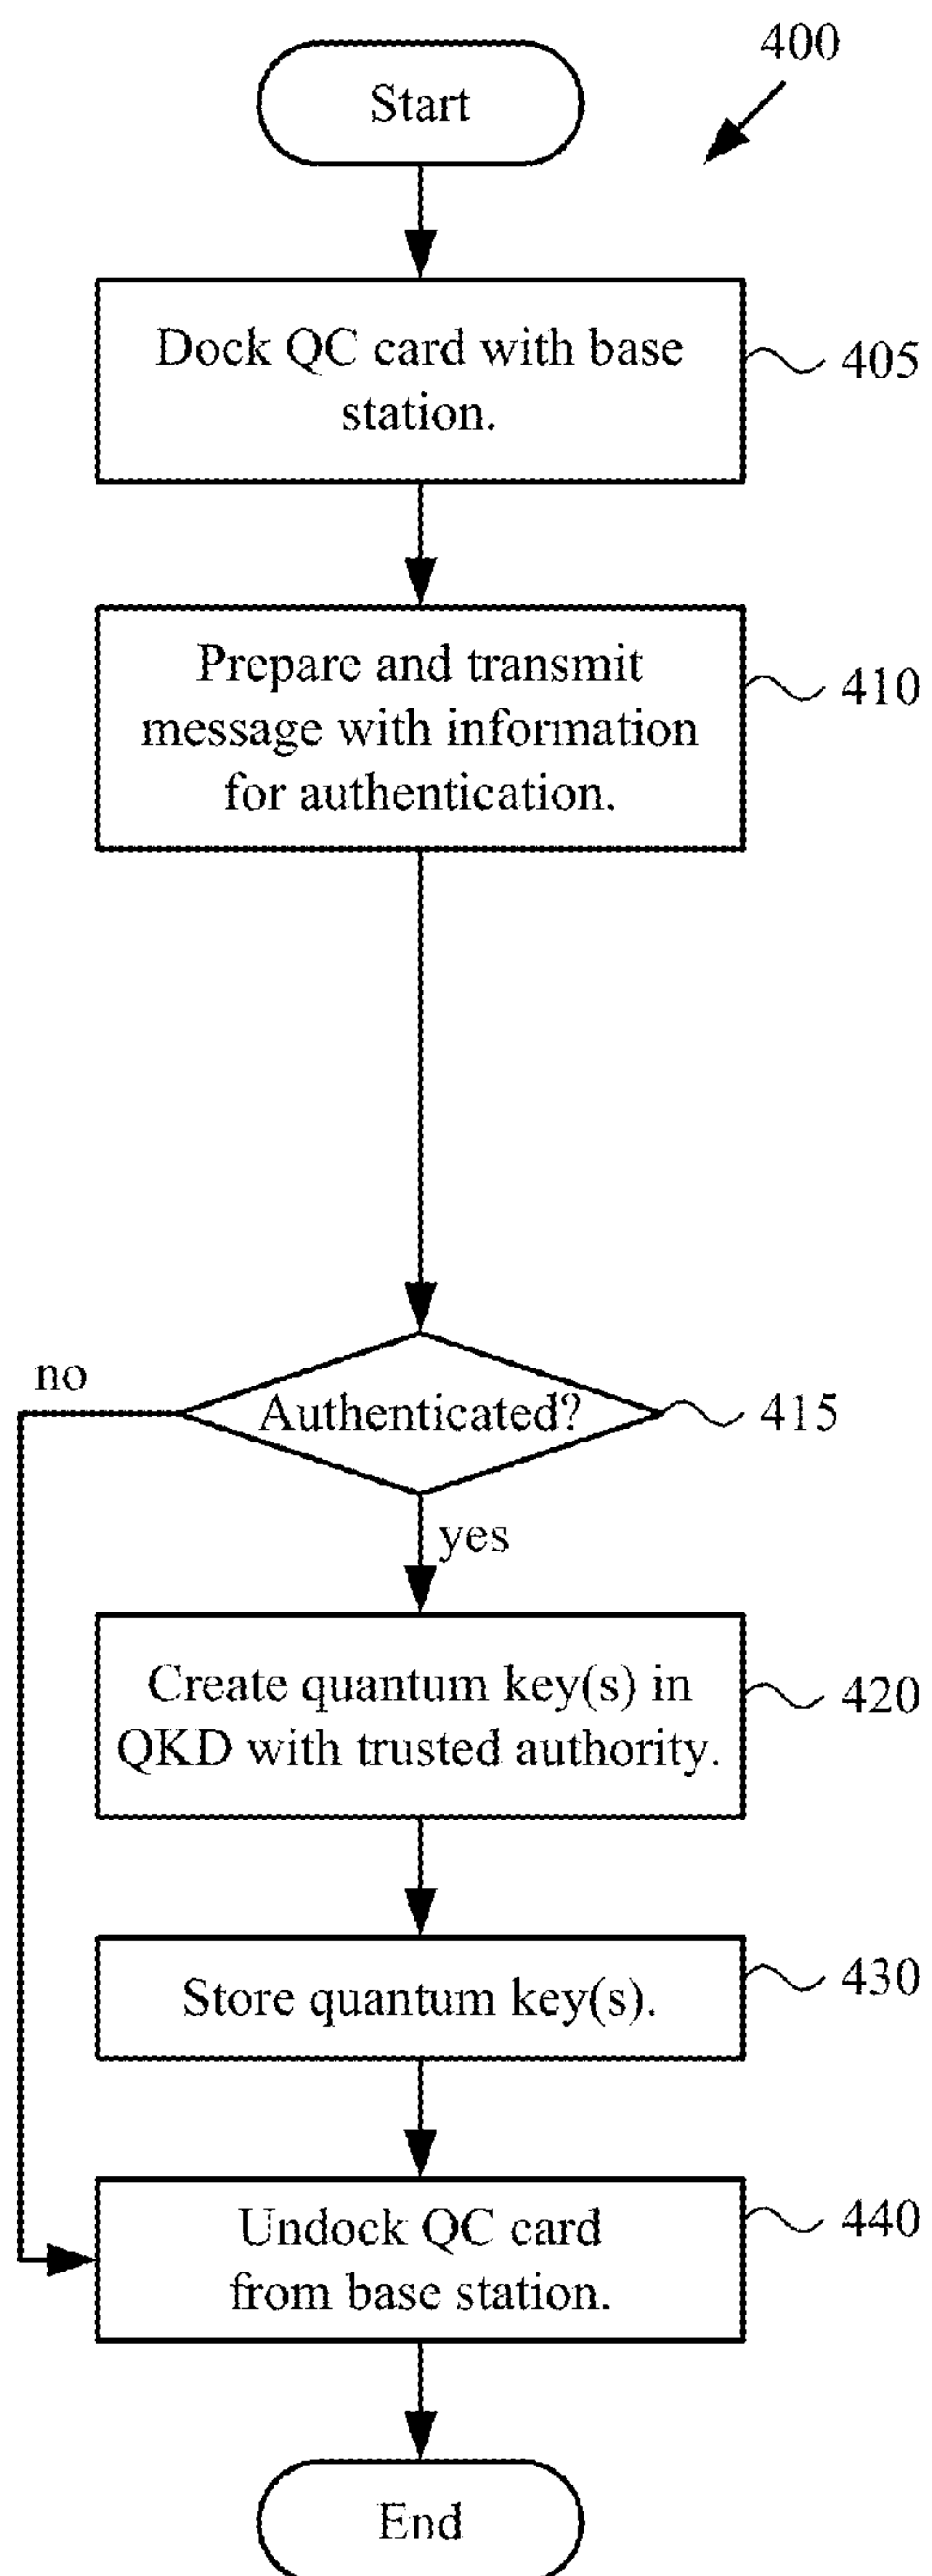 400
Start
Dock QC card with base
station.
405
Prepare and transmit
message with information
for authentication.
410
no
Authenticated?
415
yes
Create quantum key(s) in
QKD with trusted authority.
420
Store quantum key(s).
430
Undock QC card
from base station.
440
End